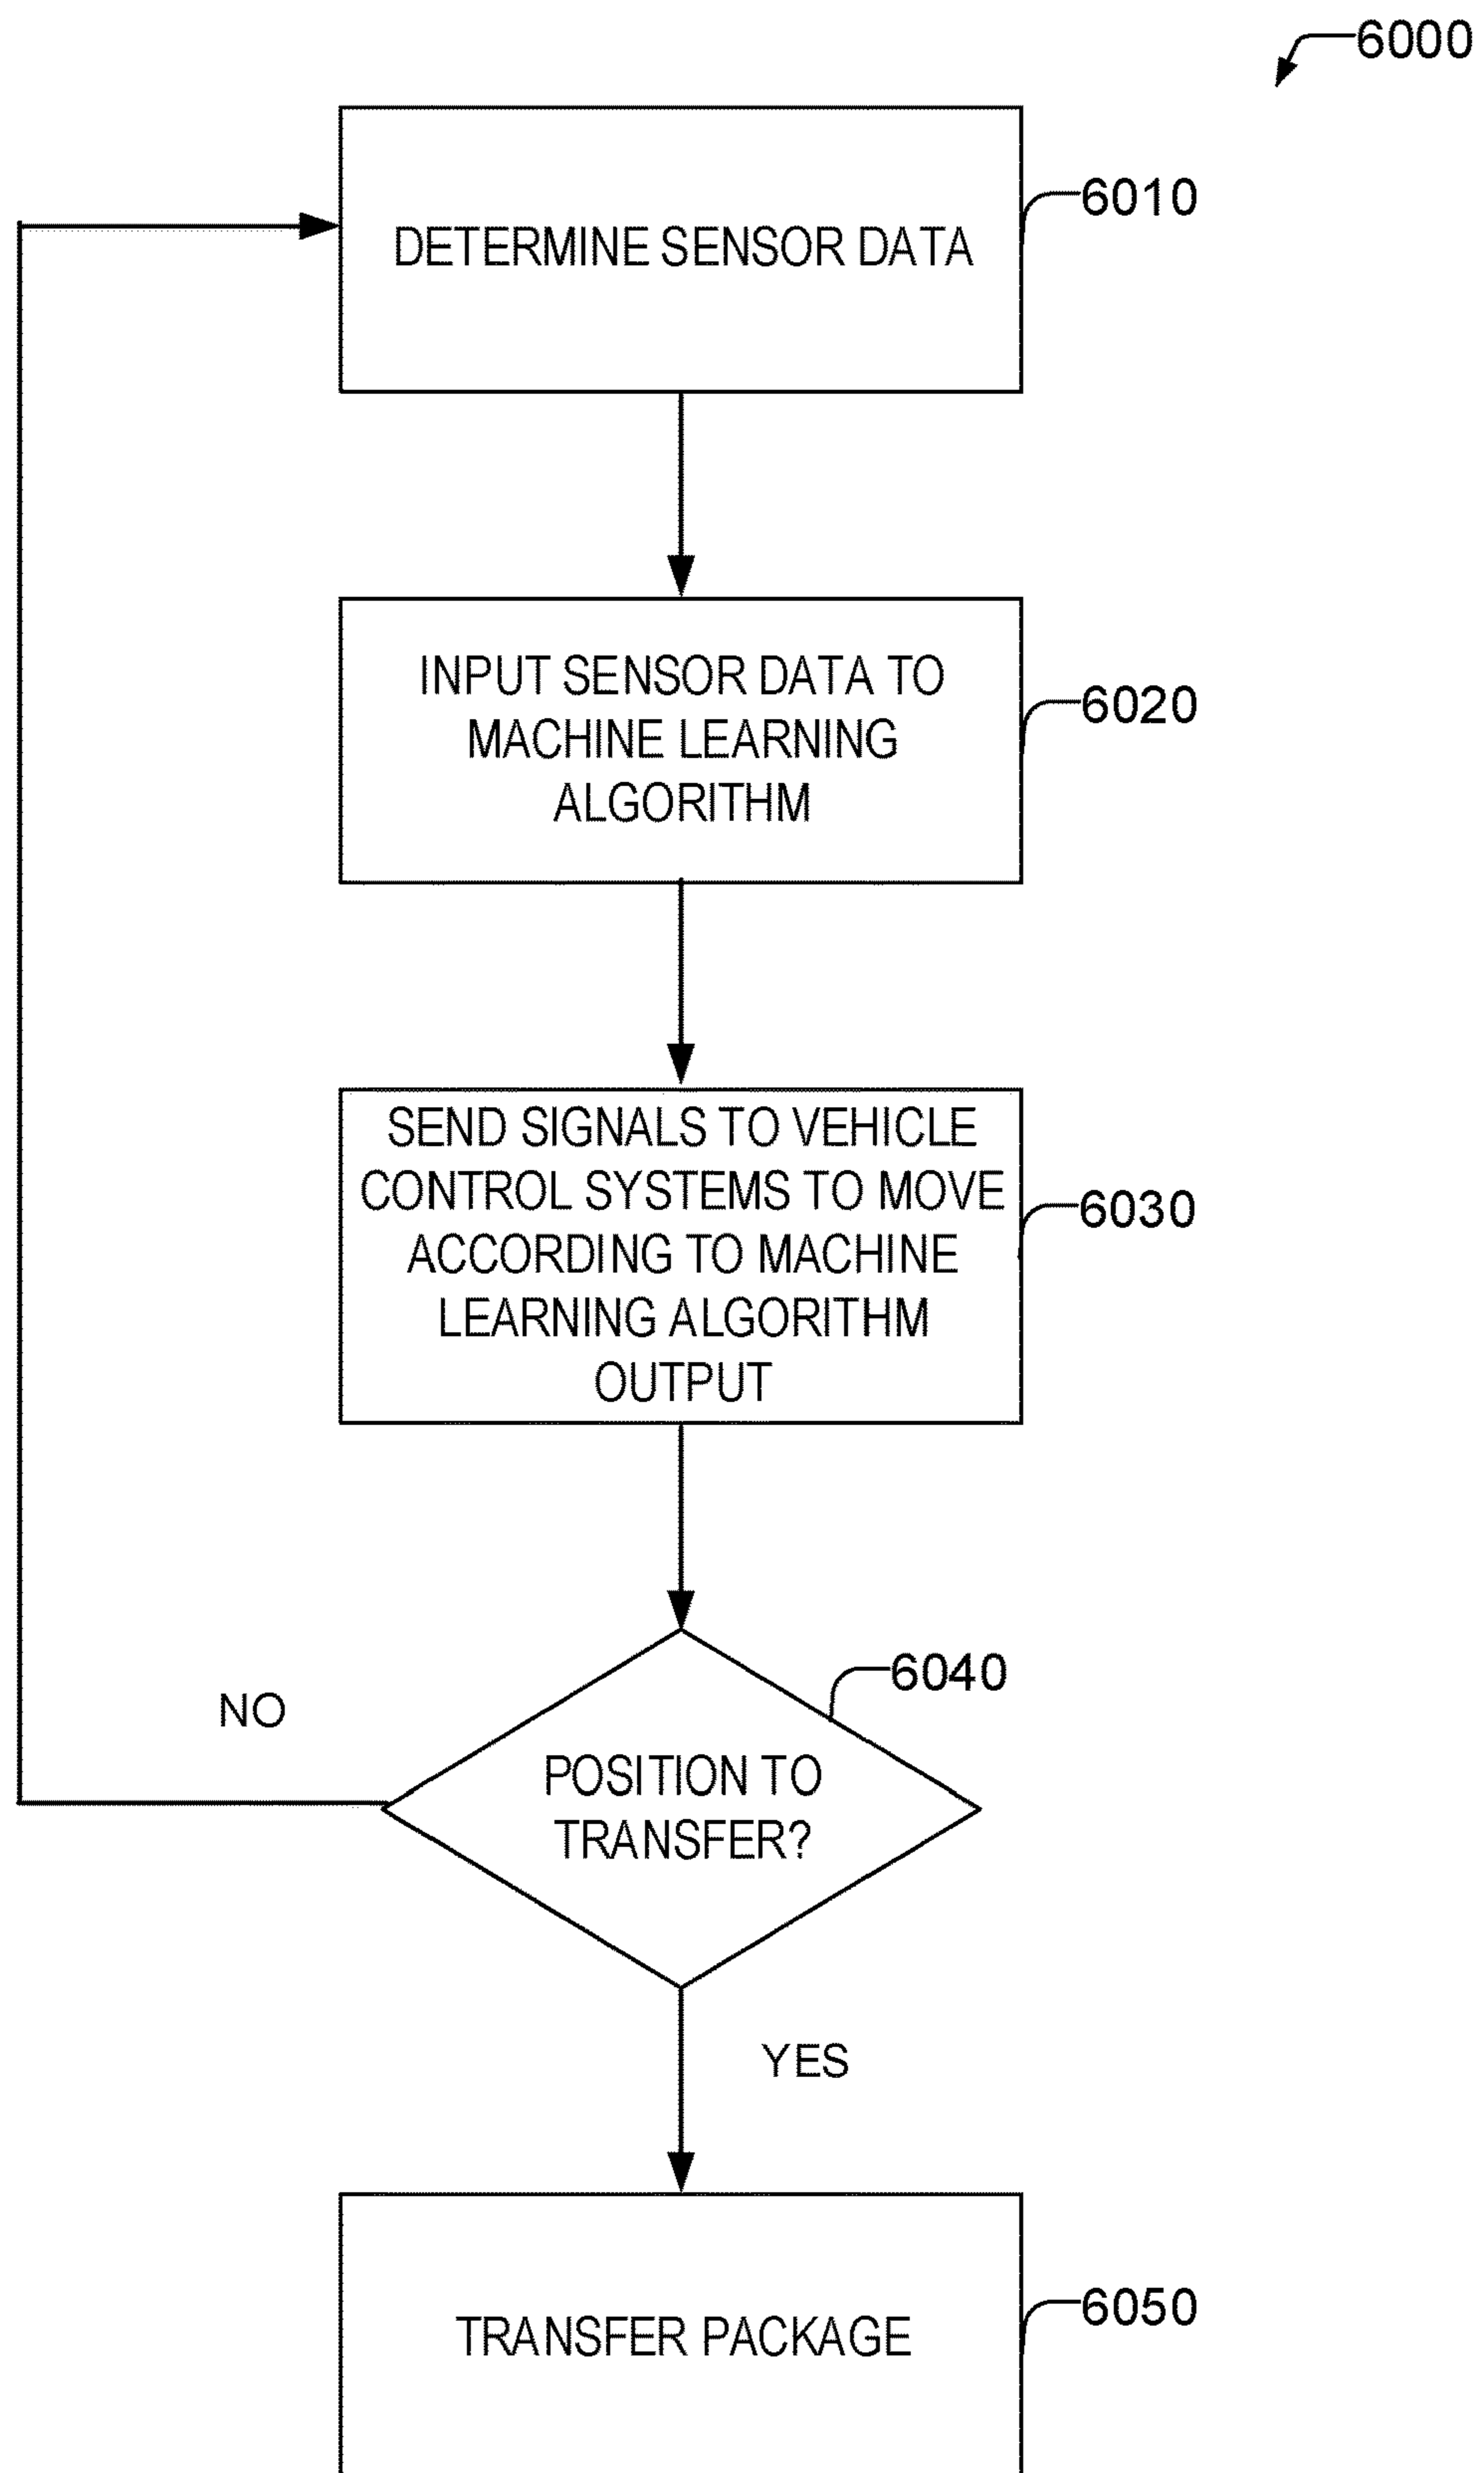 6000
6010
DETERMINE SENSOR DATA
INPUT SENSOR DATA TO
MACHINE LEARNING
ALGORITHM
6020
SEND SIGNALS TO VEHICLE
CONTROL SYSTEMS TO MOVE
ACCORDING TO MACHINE
LEARNING ALGORITHM
OUTPUT
6030
6040
NO
POSITION TO
TRANSFER?
YES
TRANSFER PACKAGE
6050